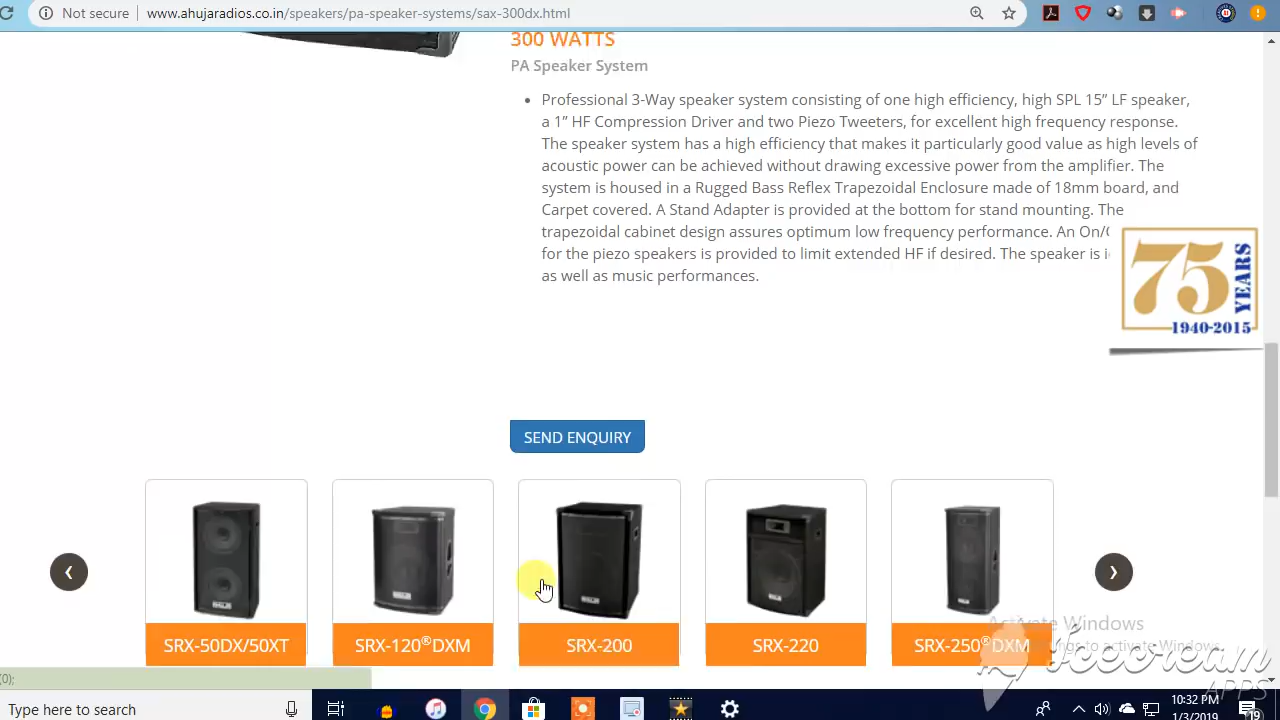 Not secure www.ahujaradios.co.in/speakers/pa-speaker-systems/sax-300dx.html
300 WATTS
PA Speaker System
Professional 3-Way speaker system consisting of one high efficiency, high SPL 15” LF speaker,
a 1” HF Compression Driver and two Piezo Tweeters, for excellent high frequency response.
The speaker system has a high efficiency that makes it particularly good value as high levels of
acoustic power can be achieved without drawing excessive power from the amplifier. The
system is housed in a Rugged Bass Reflex Trapezoidal Enclosure made of 18mm board, and
Carpet covered. A Stand Adapter is provided at the bottom for stand mounting. The
trapezoidal cabinet design assures optimum low frequency performance. An On/
for the piezo speakers is provided to limit extended HF if desired. The speaker is
as well as music performances.
75 YEARS
1940-2015
SEND ENQUIRY
SRX-50DX/50XT
SRX-120®DXM
SRX-200
SRX-220
SRX-250®DXM
Activate Windows
ttings to activate Windows.
Icecream
APPS
(0):
Type here to search
10:32 PM
1/3/2019
19